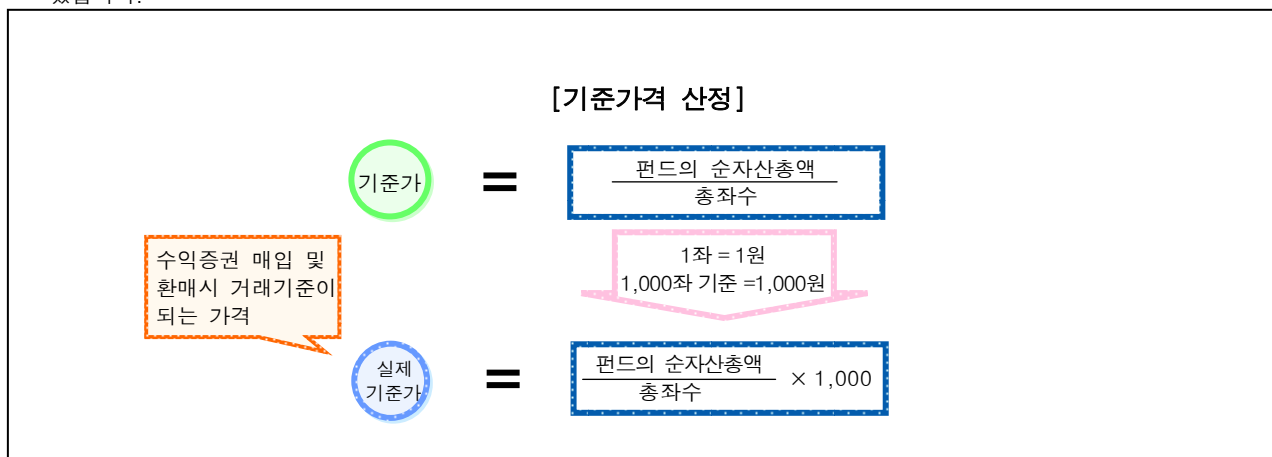 [기준가격 산정]
기준가
=
펀드의 순자산총액
총좌수
1좌 = 1원
1,000좌 기준 =1,000원
수익증권 매입 및
환매시 거래기준이
되는 가격
실제
기준가
=
펀드의 순자산총액
총좌수
× 1,000